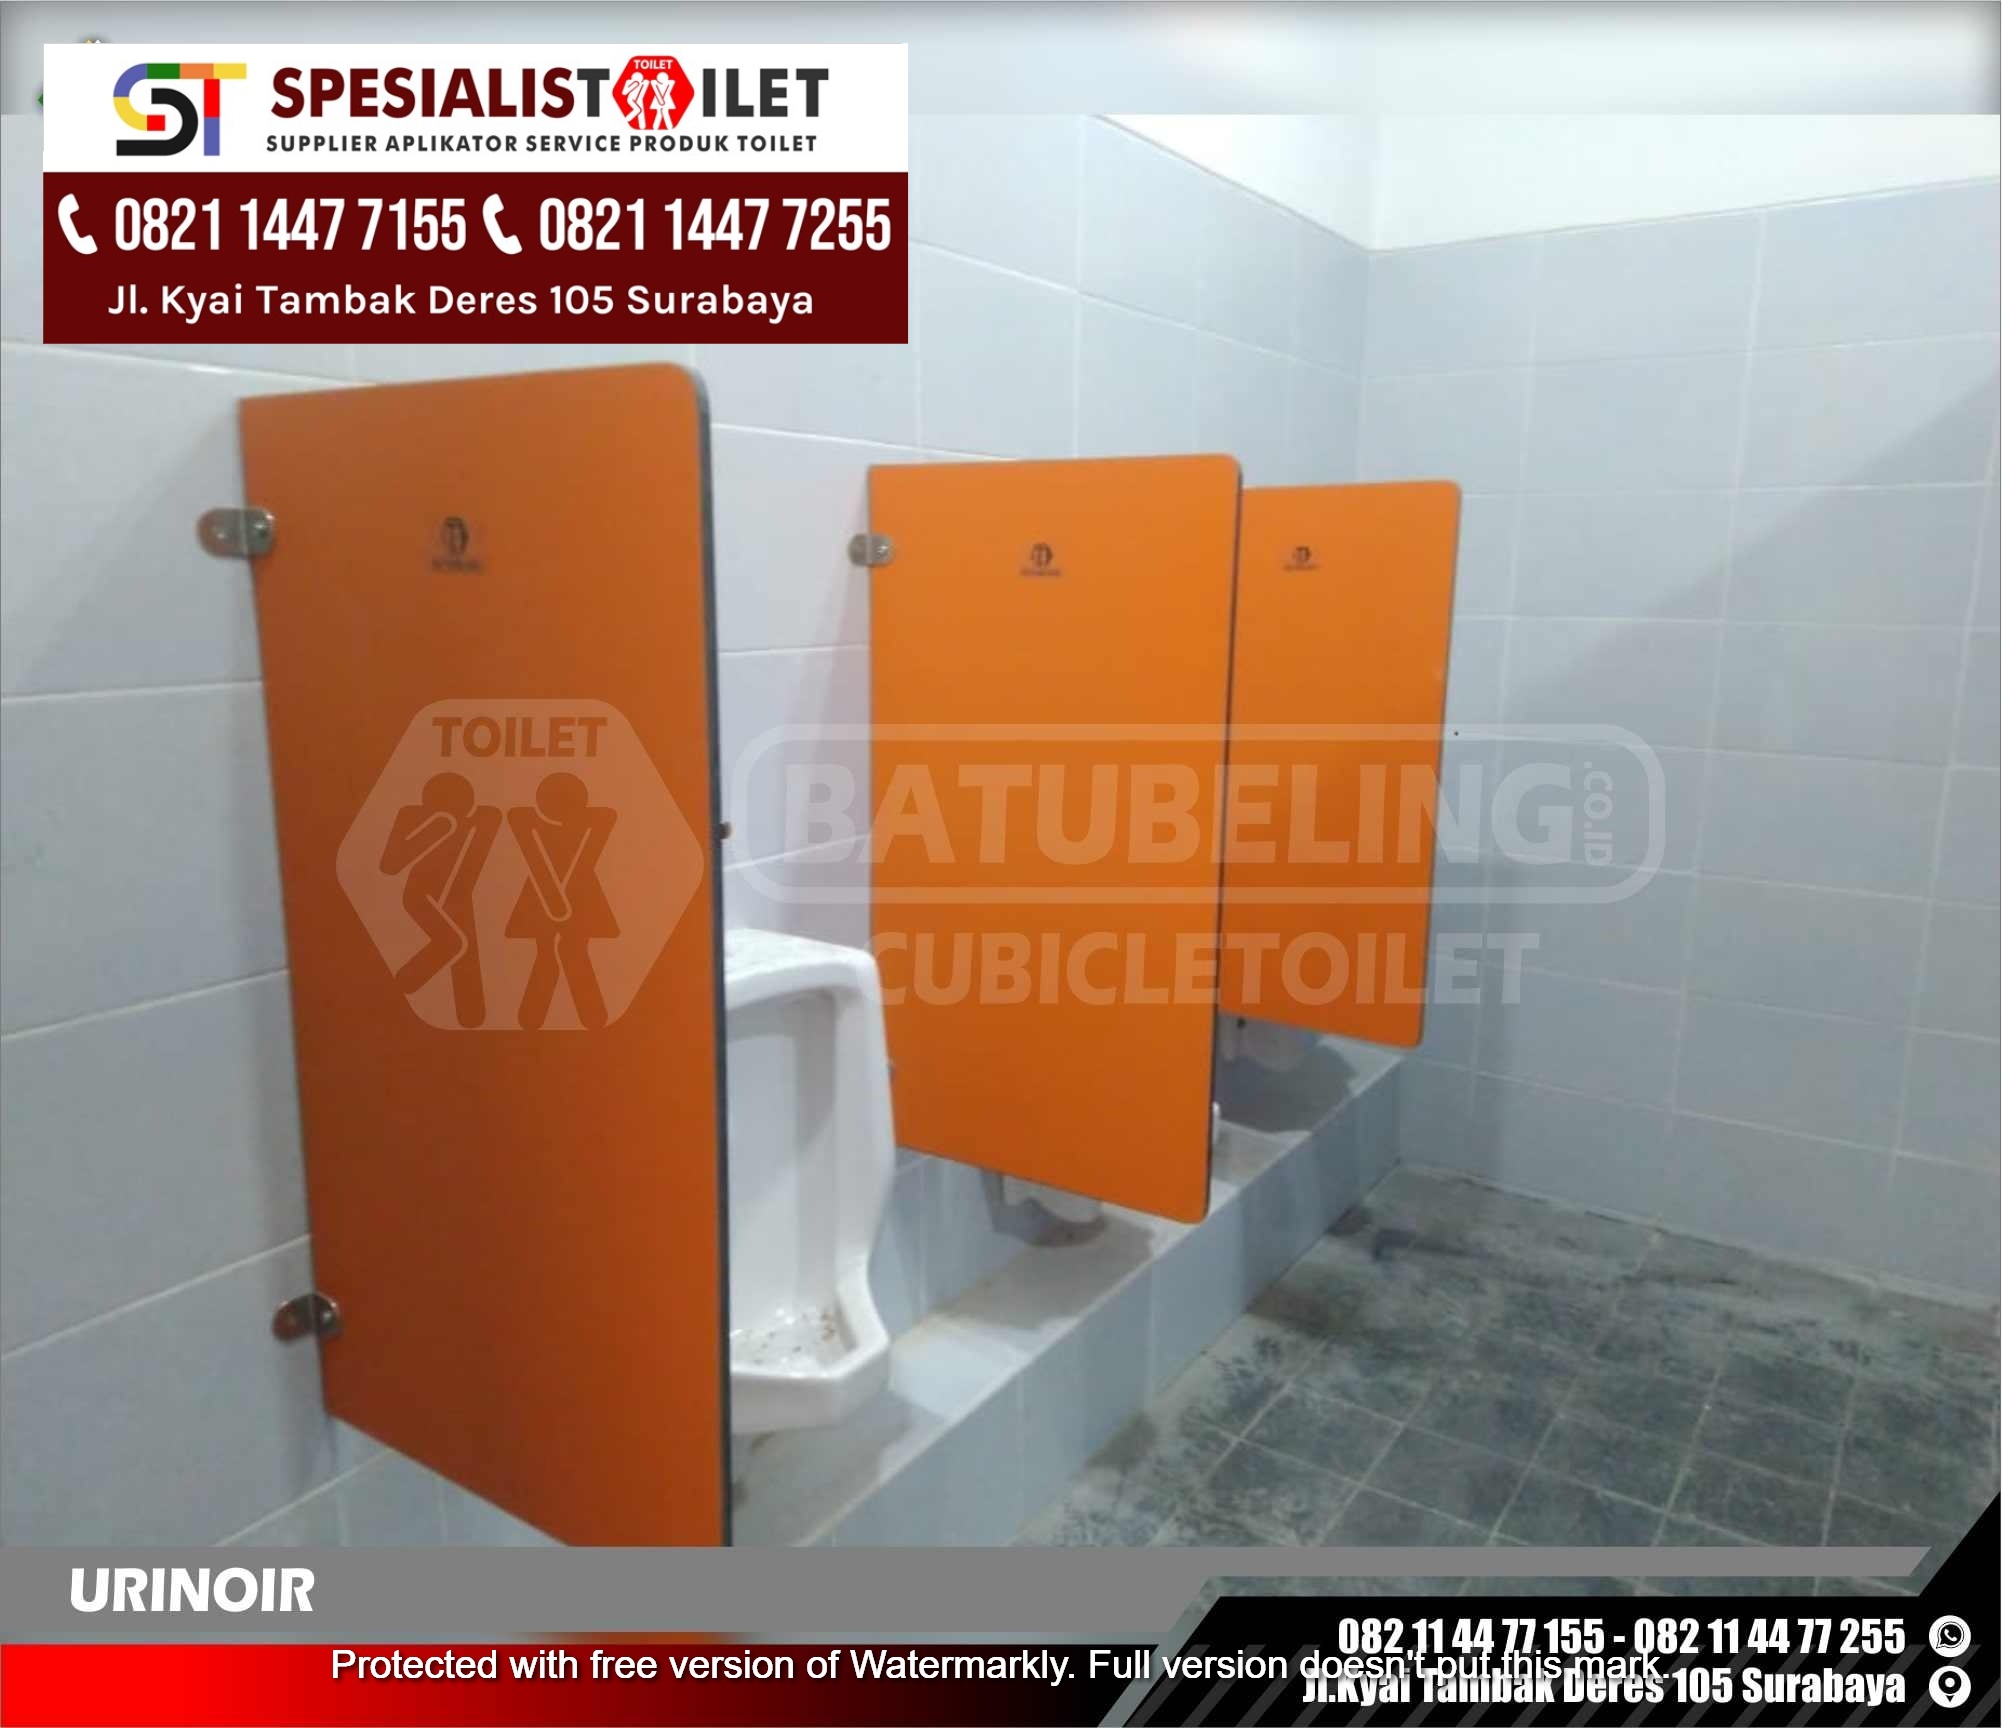 ST SPESIALISTOILET
TOILET
SUPPLIER APLIKATOR SERVICE PRODUK TOILET
0821 1447 7155 0821 1447 7255
Jl. Kyai Tambak Deres 105 Surabaya
TOILET
BATUBELING.CO.ID
CUBICLETOILET
URINOIR
082 11 44 77 155 - 082 11 44 77 255
Protected with free version of Watermarkly. Full version doesn't put this mark.
Jl.Kyai Tambak Deres 105 Surabaya